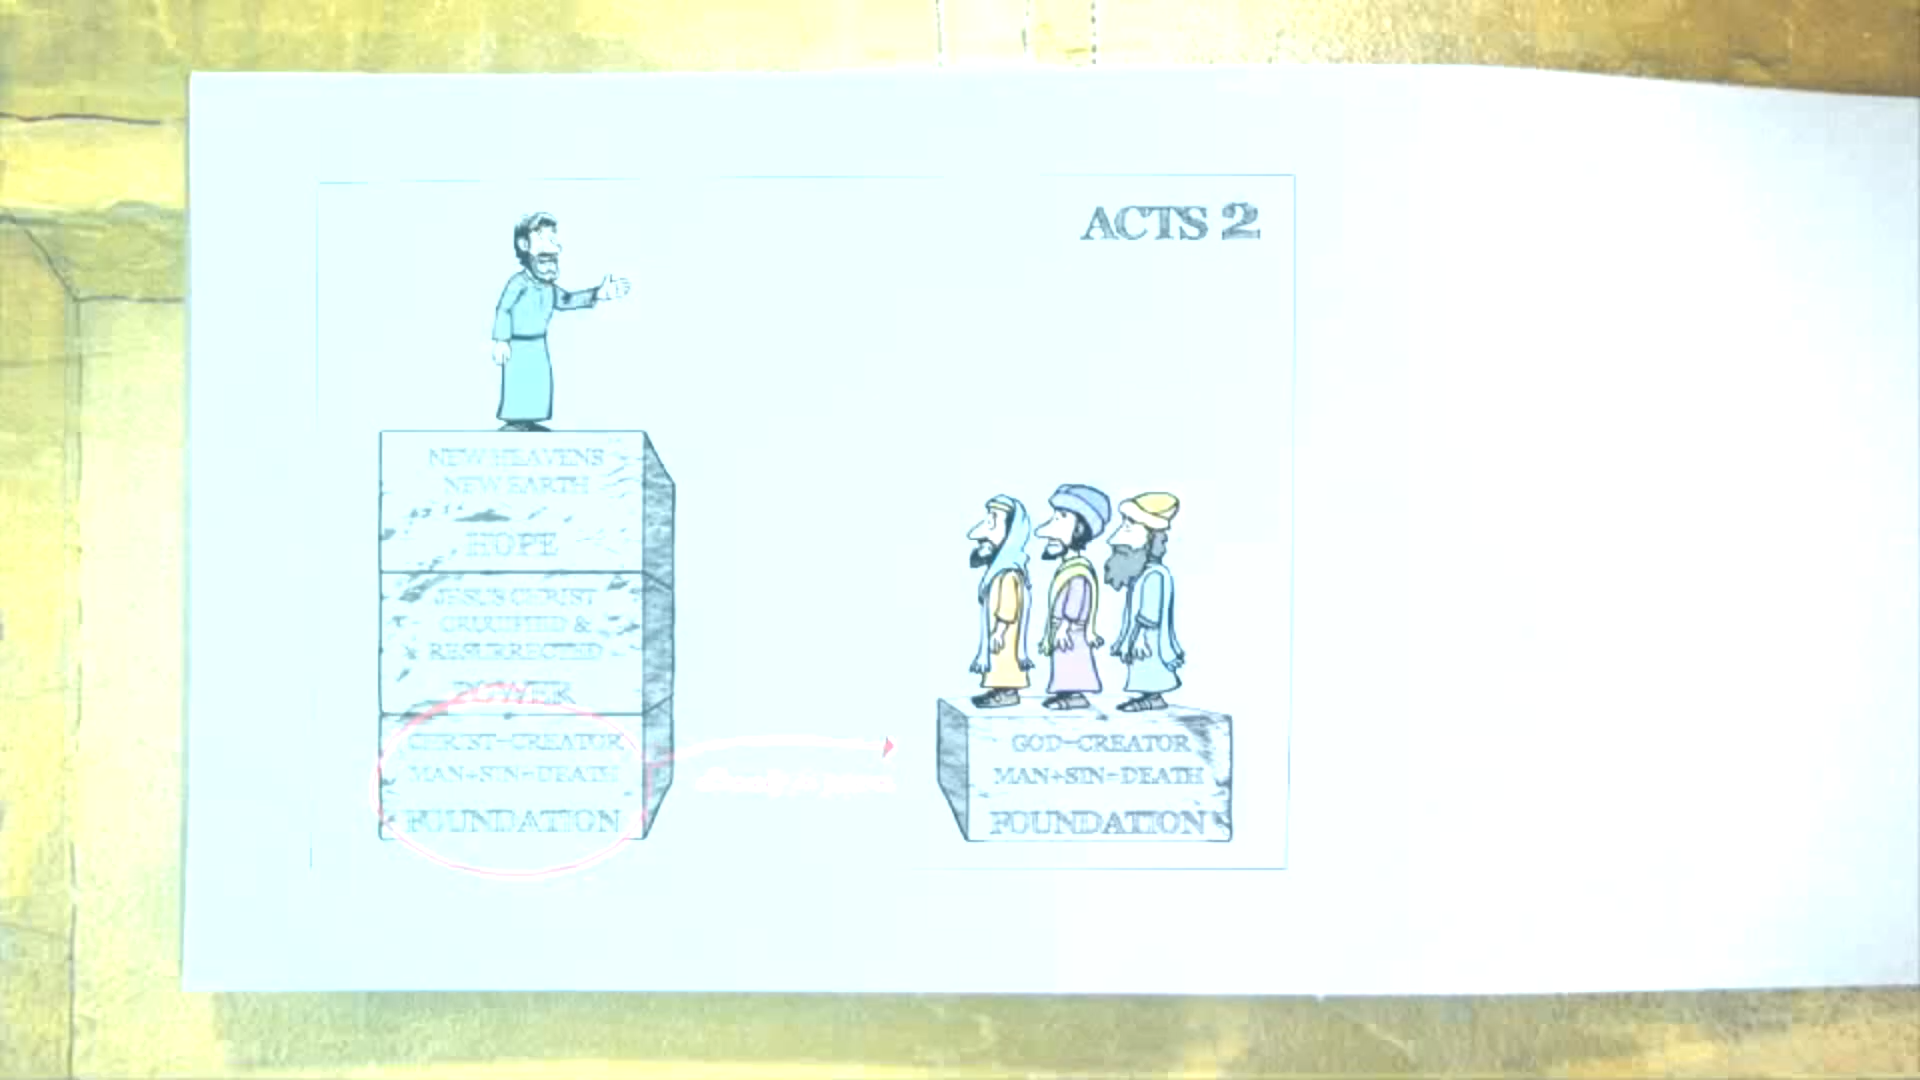 ACTS 2
NEW HEAVENS
NEW EARTH
HOPE
JESUS CHRIST
CRUCIFIED &
RESURRECTED
POWER
CHRIST-CREATOR
MAN+SIN=DEATH
FOUNDATION
GOD-CREATOR
MAN+SIN=DEATH
FOUNDATION